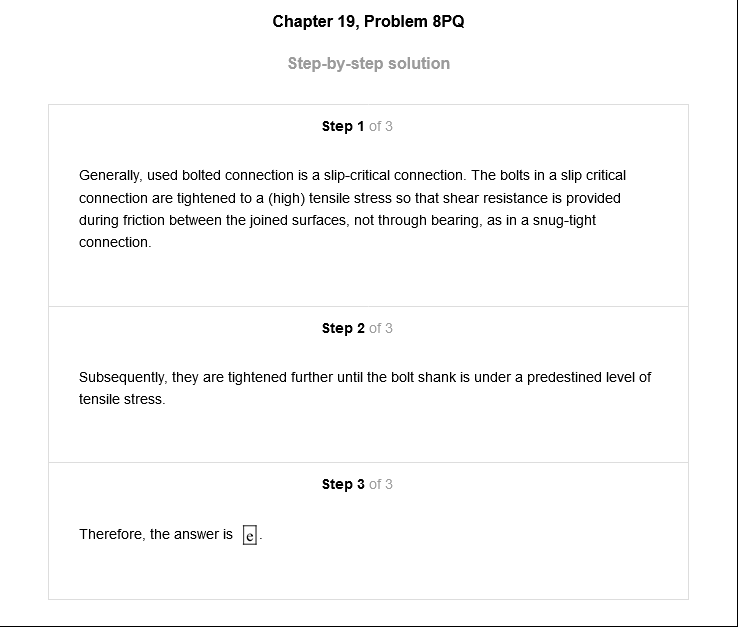 Chapter 19, Problem 8PQ
Step-by-step solution
Step 1 of 3
Generally, used bolted connection is a slip-critical connection. The bolts in a slip critical
connection are tightened to a (high) tensile stress so that shear resistance is provided
during friction between the joined surfaces, not through bearing, as in a snug-tight
connection.
Step 2 of 3
Subsequently, they are tightened further until the bolt shank is under a predestined level of
tensile stress.
Step 3 of 3
Therefore, the answer is e.